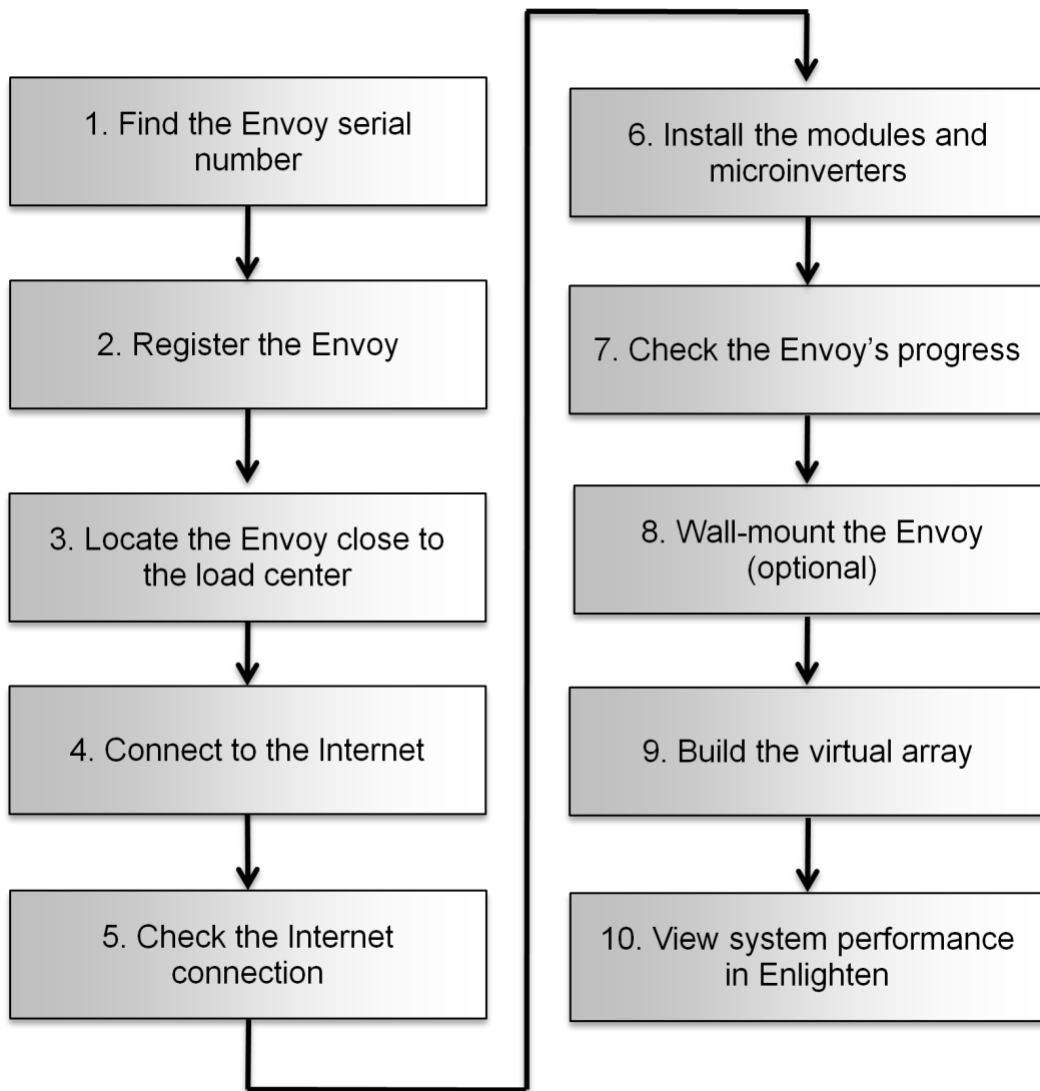 1. Find the Envoy serial
number
2. Register the Envoy
3. Locate the Envoy close to
the load center
4. Connect to the Internet
5. Check the Internet
connection
6. Install the modules and
microinverters
7. Check the Envoy’s progress
8. Wall-mount the Envoy
(optional)
9. Build the virtual array
10. View system performance
in Enlighten